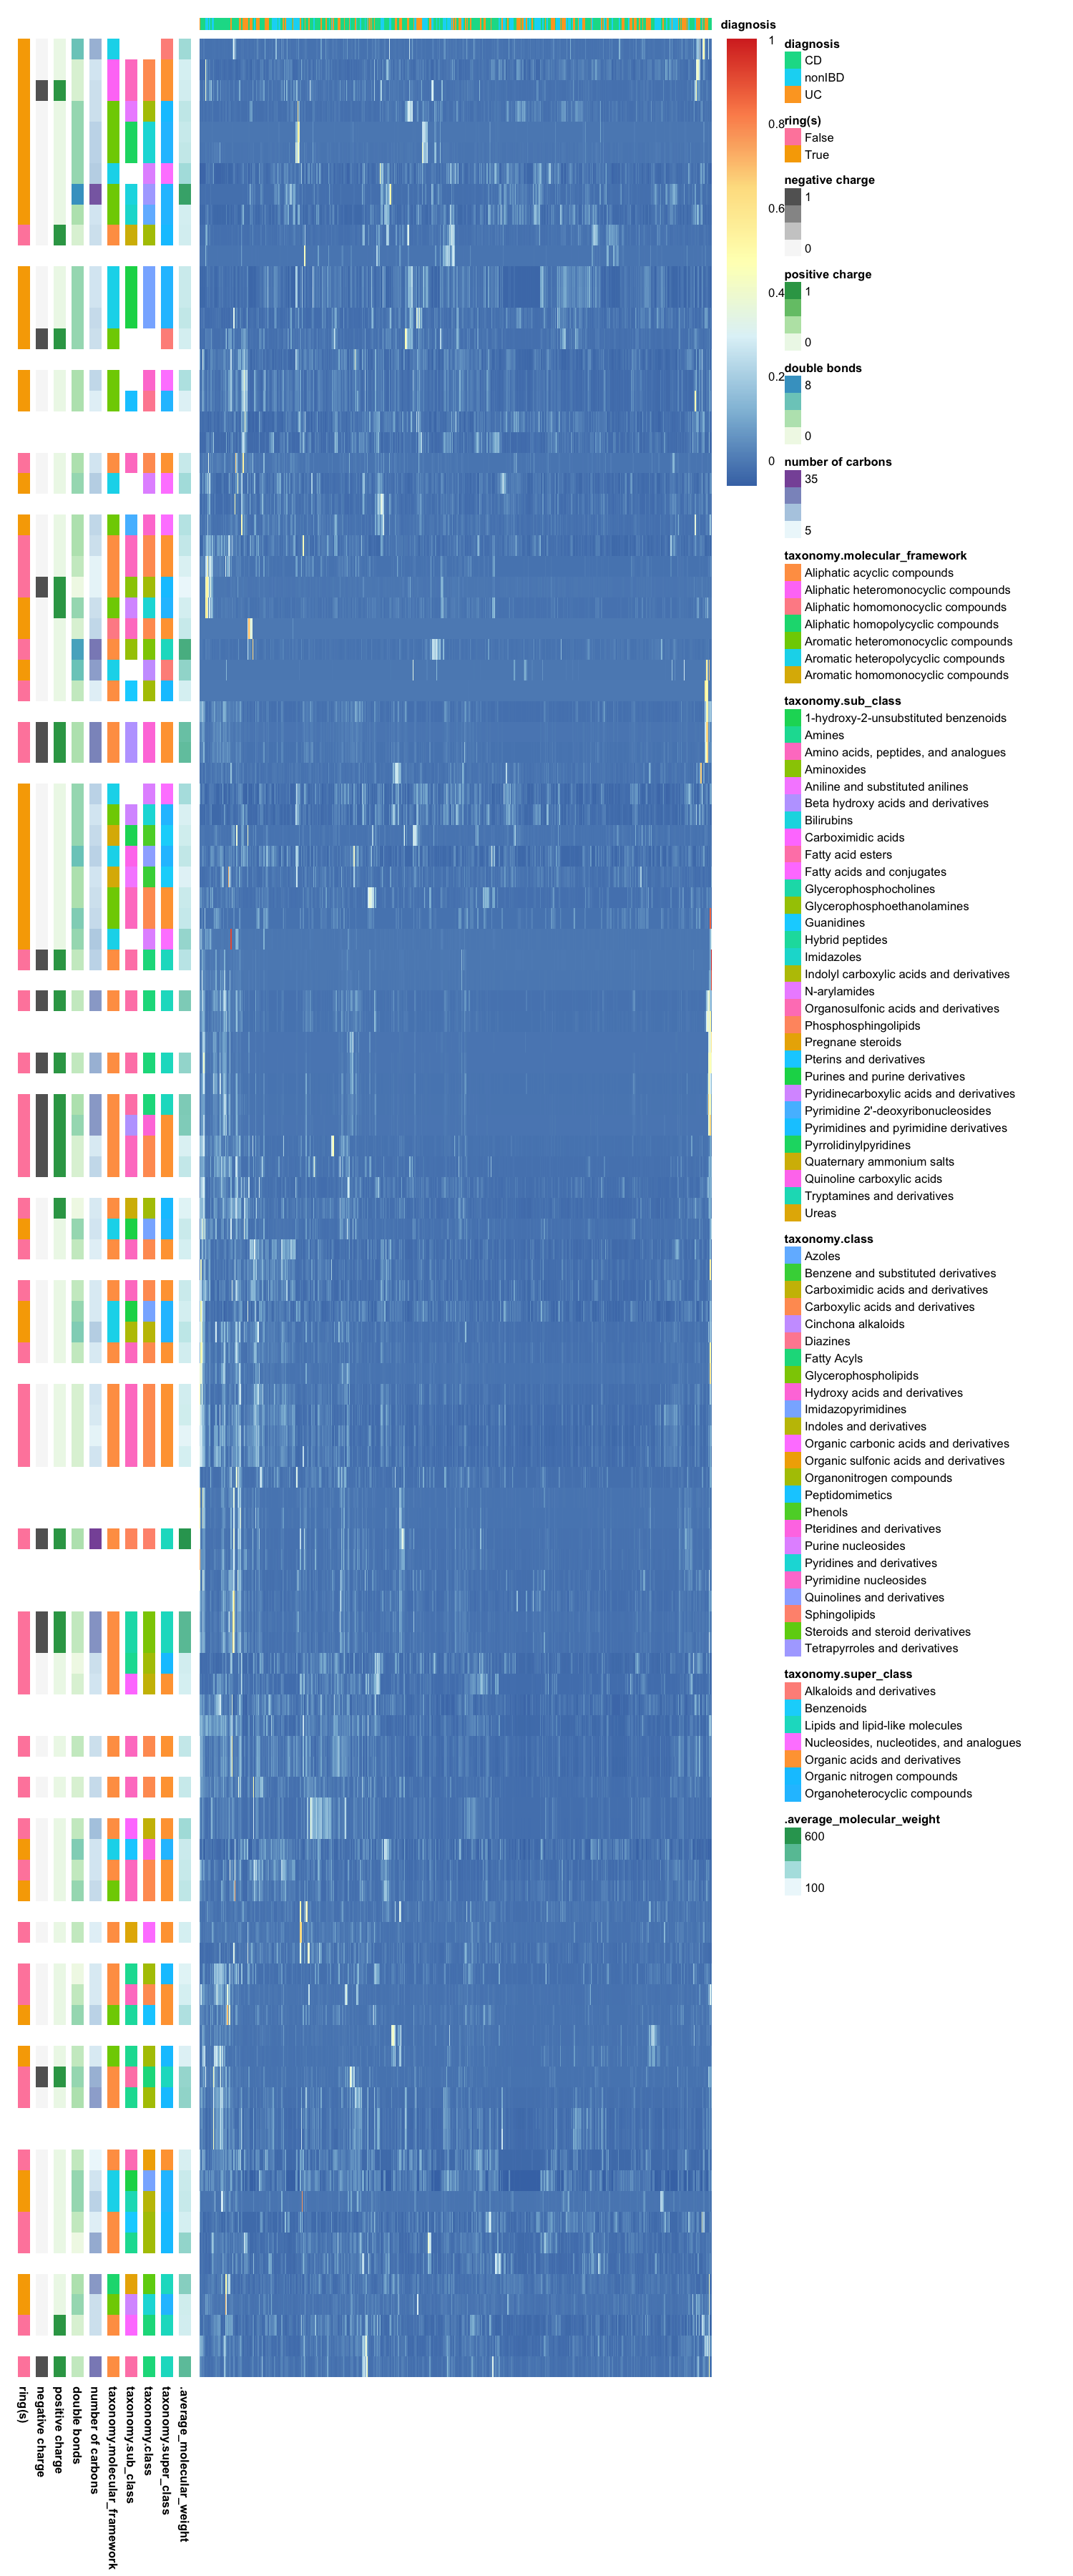 diagnosis
1
0.8
0.6
0.4
0.2
0
diagnosis
CD
nonIBD
UC
ring(s)
False
True
negative charge
1
0
positive charge
1
0
double bonds
8
0
number of carbons
35
5
taxonomy.molecular_framework
Aliphatic acyclic compounds
Aliphatic heteromonocyclic compounds
Aliphatic homomonocyclic compounds
Aliphatic homopolycyclic compounds
Aromatic heteromonocyclic compounds
Aromatic heteropolycyclic compounds
Aromatic homomonocyclic compounds
taxonomy.sub_class
1-hydroxy-2-unsubstituted benzenoids
Amines
Amino acids, peptides, and analogues
Aminoxides
Aniline and substituted anilines
Beta hydroxy acids and derivatives
Bilirubins
Carboximidic acids
Fatty acid esters
Fatty acids and conjugates
Glycerophosphocholines
Glycerophosphoethanolamines
Guanidines
Hybrid peptides
Imidazoles
Indolyl carboxylic acids and derivatives
N-arylamides
Organosulfonic acids and derivatives
Phosphosphingolipids
Pregnane steroids
Pterins and derivatives
Purines and purine derivatives
Pyridinecarboxylic acids and derivatives
Pyrimidine 2'-deoxyribonucleosides
Pyrimidines and pyrimidine derivatives
Pyrrolidinylpyridines
Quaternary ammonium salts
Quinoline carboxylic acids
Tryptamines and derivatives
Ureas
taxonomy.class
Azoles
Benzene and substituted derivatives
Carboximidic acids and derivatives
Carboxylic acids and derivatives
Cinchona alkaloids
Diazines
Fatty Acyls
Glycerophospholipids
Hydroxy acids and derivatives
Imidazopyrimidines
Indoles and derivatives
Organic carbonic acids and derivatives
Organic sulfonic acids and derivatives
Organonitrogen compounds
Peptidomimetics
Phenols
Pteridines and derivatives
Purine nucleosides
Pyridines and derivatives
Pyrimidine nucleosides
Quinolines and derivatives
Sphingolipids
Steroids and steroid derivatives
Tetrapyrroles and derivatives
taxonomy.super_class
Alkaloids and derivatives
Benzenoids
Lipids and lipid-like molecules
Nucleosides, nucleotides, and analogues
Organic acids and derivatives
Organic nitrogen compounds
Organoheterocyclic compounds
.average_molecular_weight
600
100
ring(s)
negative charge
positive charge
double bonds
number of carbons
taxonomy.molecular_framework
taxonomy.sub_class
taxonomy.class
taxonomy.super_class
.average_molecular_weight